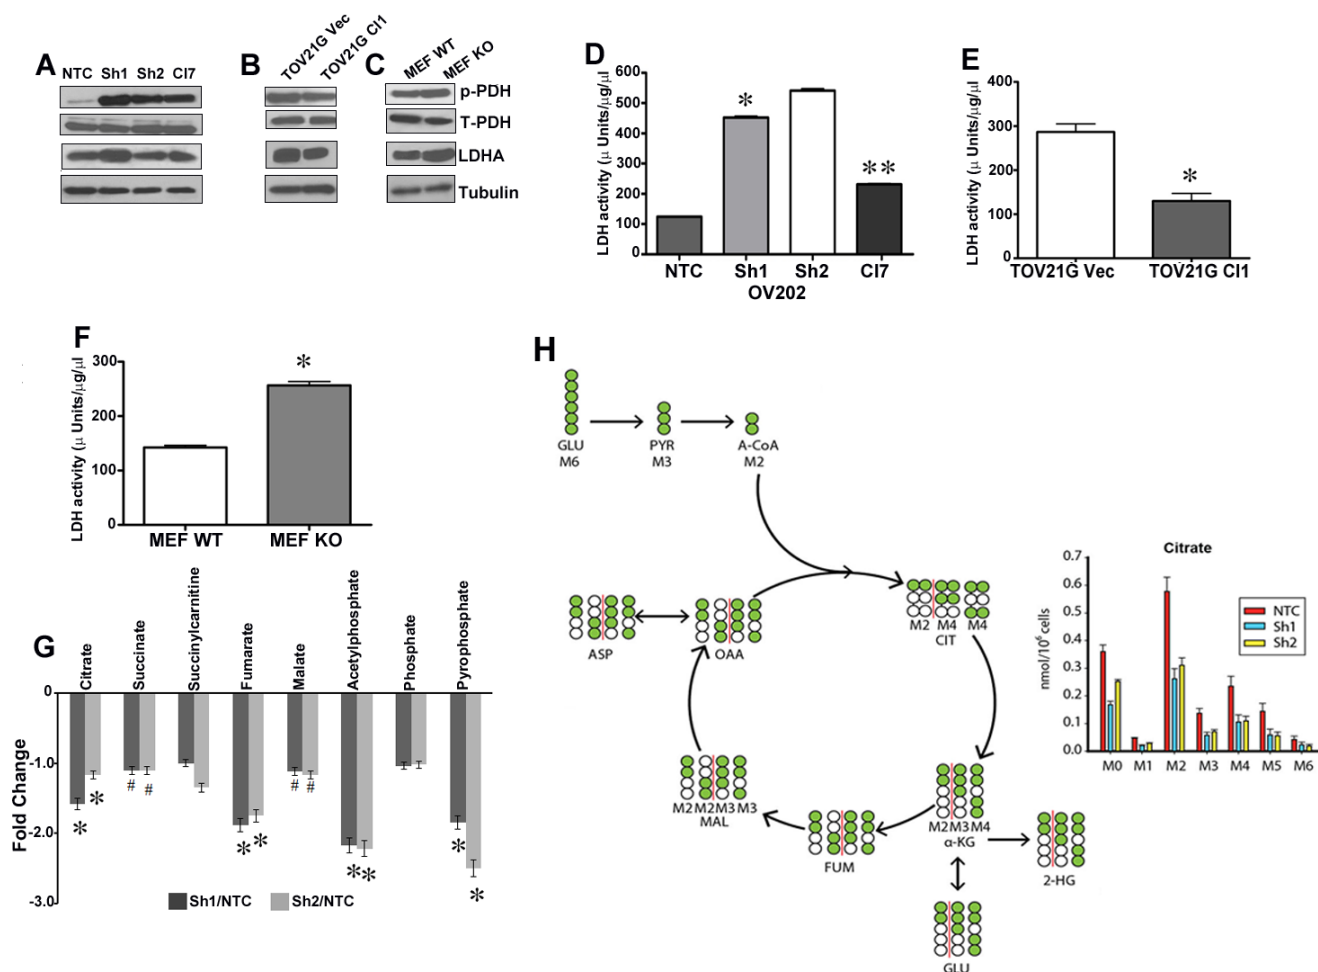 A
NTC Sh1 Sh2 Cl7
B
TOV21G Vec
TOV21G Cl1
C
MEF WT
MEF KO
p-PDH
T-PDH
LDHA
Tubulin
D
LDH activity (μ Units/μg/μl
600
500
400
300
200
100
0
*
**
NTC Sh1 Sh2 Cl7
OV202
E
LDH activity (μ Units/μg/μl
400
300
200
100
0
*
TOV21G Vec TOV21G Cl1
F
LDH activity (μ Units/μg/μl
300
200
100
0
*
MEF WT MEF KO
G
Citrate
Succinate
Succinylcarnitine
Fumarate
Malate
Acetylphosphate
Phosphate
Pyrophosphate
Fold Change
0
-1.0
-2.0
-3.0
* * # # * * # # * * * *
Sh1/NTC Sh2/NTC
H
GLU
M6
PYR
M3
A-CoA
M2
M2 M4 M4
CIT
ASP
OAA
M2M2M3 M3
MAL
FUM
M2M3M4
α-KG
2-HG
GLU
Citrate
nmol/10⁶ cells
0.7
0.6
0.5
0.4
0.3
0.2
0.1
0.0
NTC
Sh1
Sh2
M0 M1 M2 M3 M4 M5 M6